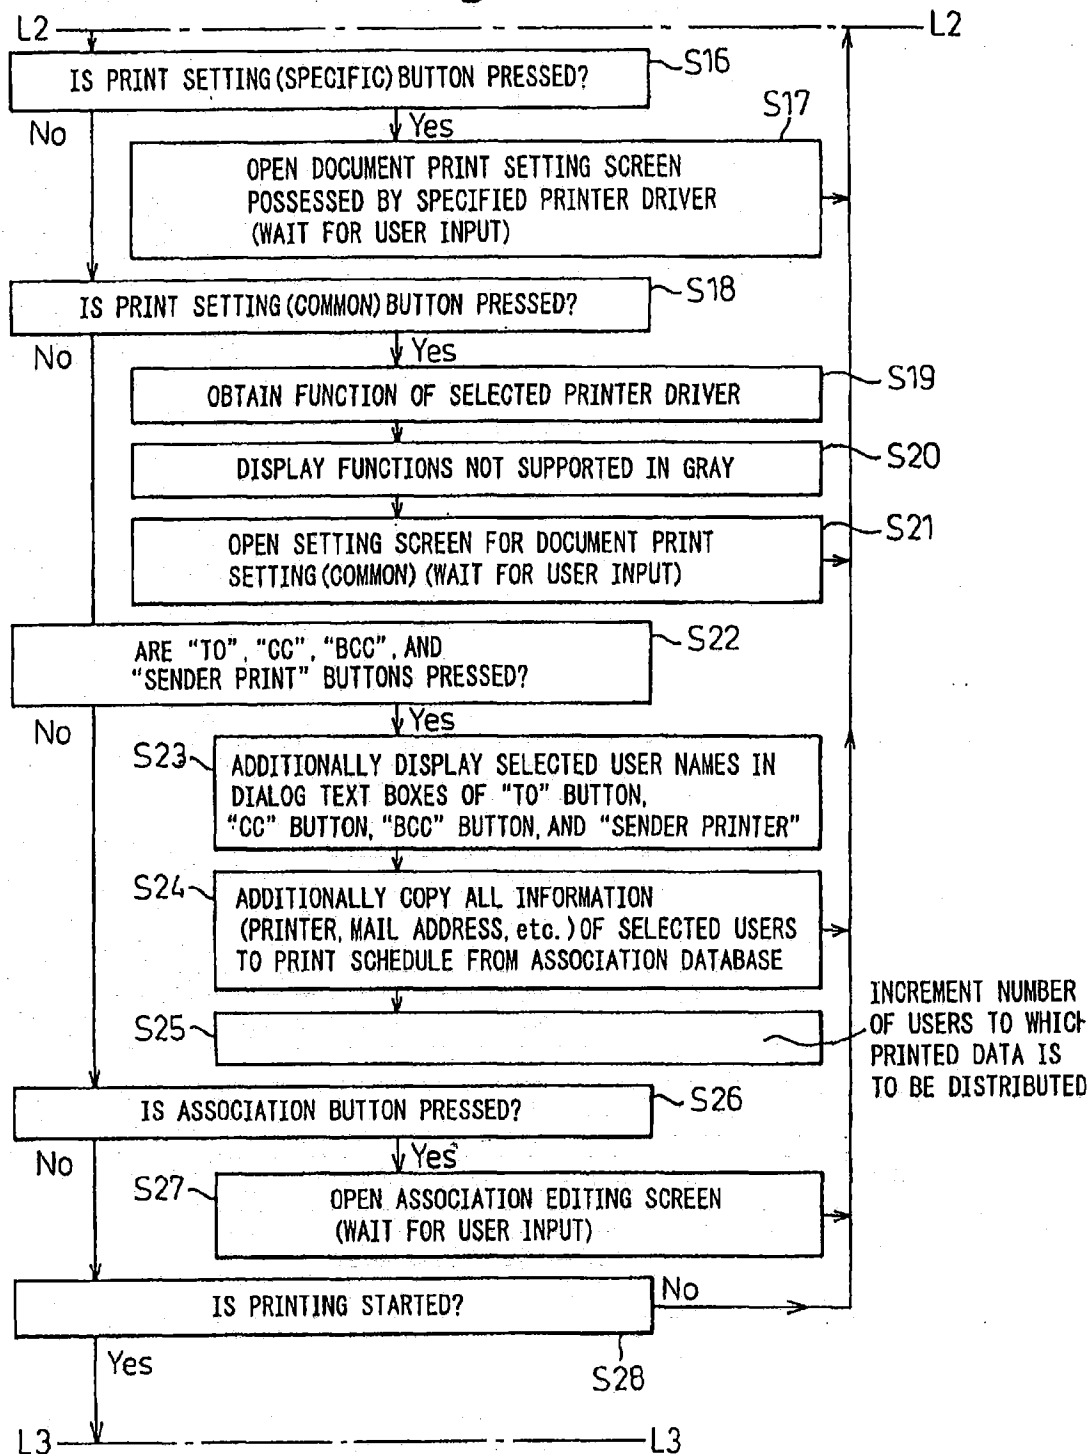 L2
L2
IS PRINT SETTING(SPECIFIC)BUTTON PRESSED?
S16
No
Yes
S17
OPEN DOCUMENT PRINT SETTING SCREEN
POSSESSED BY SPECIFIED PRINTER DRIVER
(WAIT FOR USER INPUT)
IS PRINT SETTING(COMMON)BUTTON PRESSED?
S18
No
Yes
OBTAIN FUNCTION OF SELECTED PRINTER DRIVER
S19
DISPLAY FUNCTIONS NOT SUPPORTED IN GRAY
S20
OPEN SETTING SCREEN FOR DOCUMENT PRINT
SETTING(COMMON)(WAIT FOR USER INPUT)
S21
ARE "TO", "CC", "BCC", AND
"SENDER PRINT" BUTTONS PRESSED?
S22
No
Yes
S23
ADDITIONALLY DISPLAY SELECTED USER NAMES IN
DIALOG TEXT BOXES OF "TO" BUTTON,
"CC" BUTTON, "BCC" BUTTON, AND "SENDER PRINTER"
S24
ADDITIONALLY COPY ALL INFORMATION
(PRINTER, MAIL ADDRESS, etc.) OF SELECTED USERS
TO PRINT SCHEDULE FROM ASSOCIATION DATABASE
S25
INCREMENT NUMBER
OF USERS TO WHICH
PRINTED DATA IS
TO BE DISTRIBUTED
IS ASSOCIATION BUTTON PRESSED?
S26
No
Yes
S27
OPEN ASSOCIATION EDITING SCREEN
(WAIT FOR USER INPUT)
IS PRINTING STARTED?
No
Yes
S28
L3
L3